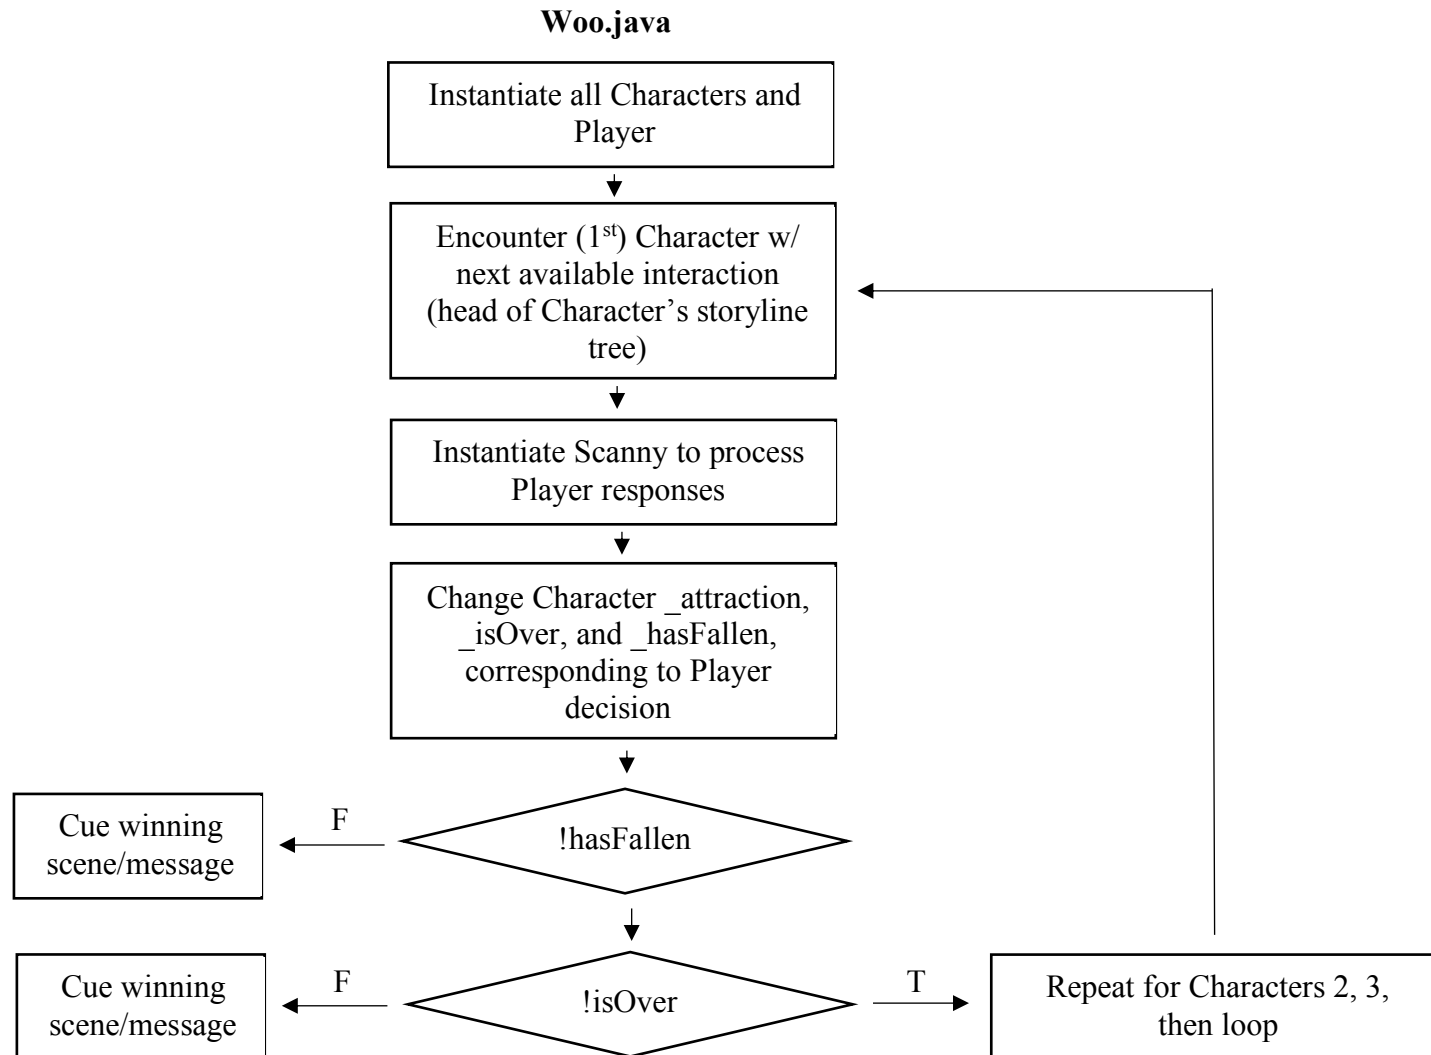 Woo.java
Instantiate all Characters and
Player
Encounter (1st) Character w/
next available interaction
(head of Character’s storyline
tree)
Instantiate Scanny to process
Player responses
Change Character _attraction,
_isOver, and _hasFallen,
corresponding to Player
decision
!hasFallen
F
Cue winning
scene/message
!isOver
F
Cue winning
scene/message
T
Repeat for Characters 2, 3,
then loop